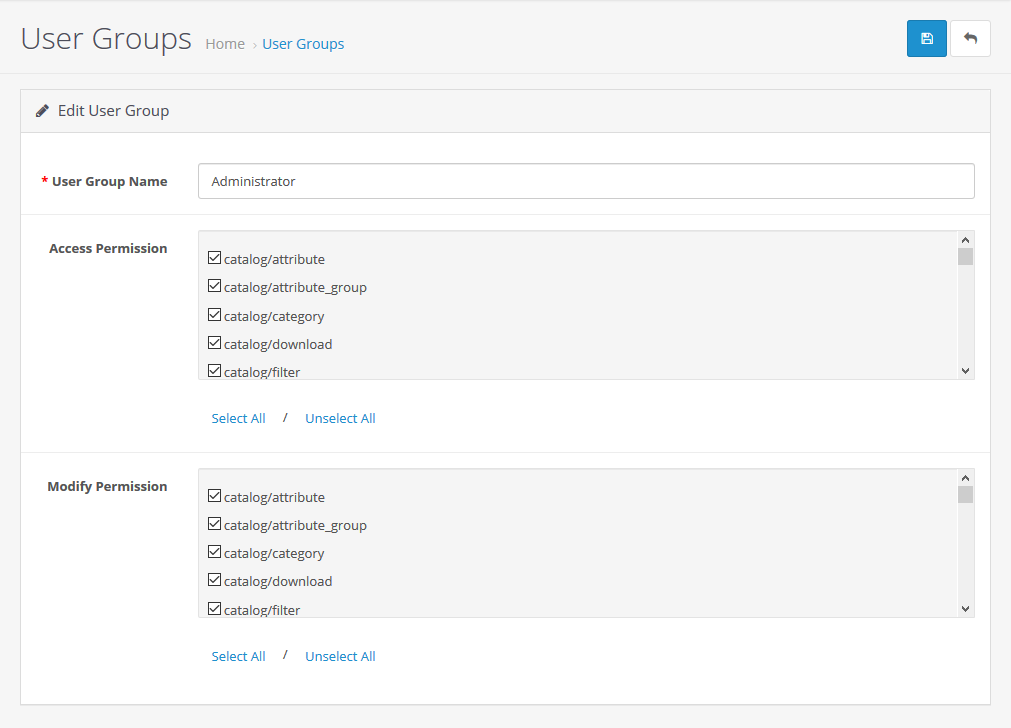 User Groups Home › User Groups
Edit User Group
* User Group Name Administrator
Access Permission
catalog/attribute
catalog/attribute_group
catalog/category
catalog/download
catalog/filter
Select All / Unselect All
Modify Permission
catalog/attribute
catalog/attribute_group
catalog/category
catalog/download
catalog/filter
Select All / Unselect All